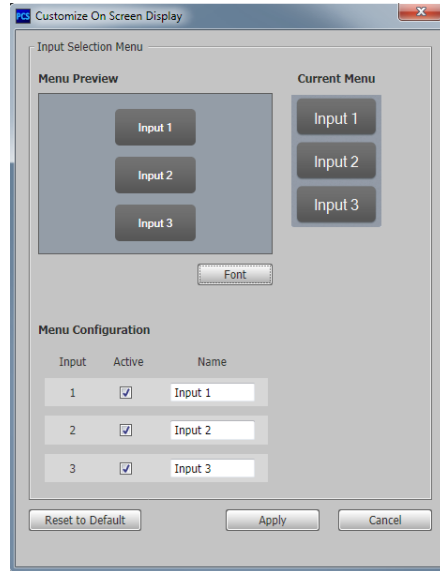 PCS Customize On Screen Display
Input Selection Menu
Menu Preview
Current Menu
Input 1
Input 2
Input 3
Input 1
Input 2
Input 3
Font
Menu Configuration
Input Active Name
1 Input 1
2 Input 2
3 Input 3
Reset to Default Apply Cancel